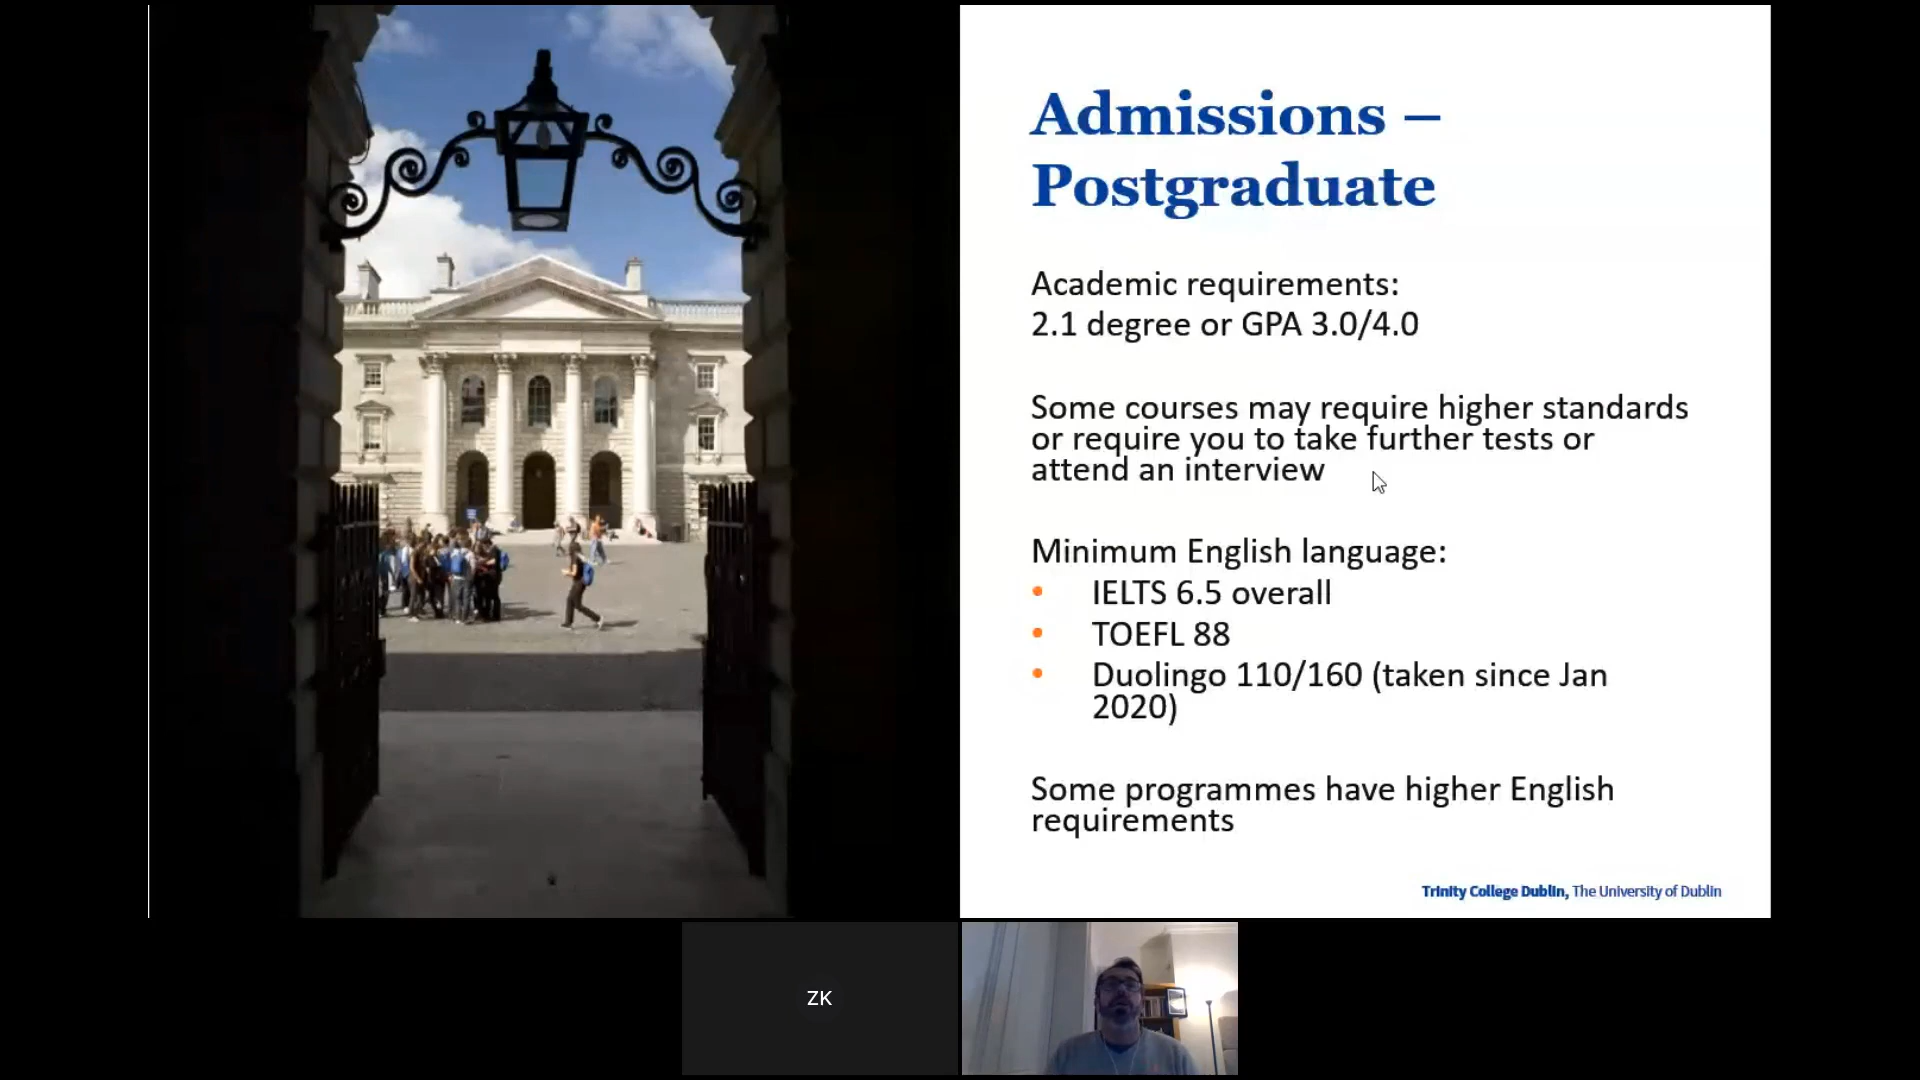 Admissions –
Postgraduate
Academic requirements:
2.1 degree or GPA 3.0/4.0
Some courses may require higher standards
or require you to take further tests or
attend an interview
Minimum English language:
• IELTS 6.5 overall
• TOEFL 88
• Duolingo 110/160 (taken since Jan
2020)
Some programmes have higher English
requirements
Trinity College Dublin, The University of Dublin
ZK